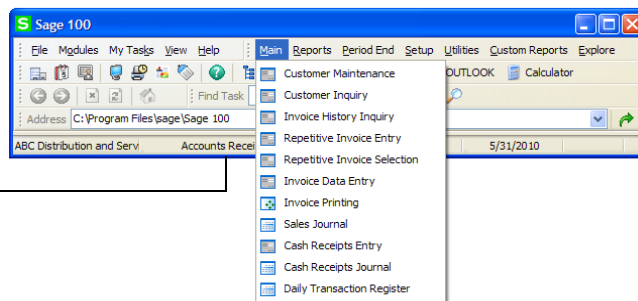 S Sage 100
File Modules My Tasks View Help Main Reports Period End Setup Utilities Custom Reports Explore
Customer Maintenance OUTLOOK Calculator
Find Task Customer Inquiry
Address C:\Program Files\sage\Sage 100 Invoice History Inquiry
Repetitive Invoice Entry
ABC Distribution and Servi Accounts Recei 5/31/2010
Repetitive Invoice Selection
Invoice Data Entry
Invoice Printing
Sales Journal
Cash Receipts Entry
Cash Receipts Journal
Daily Transaction Register